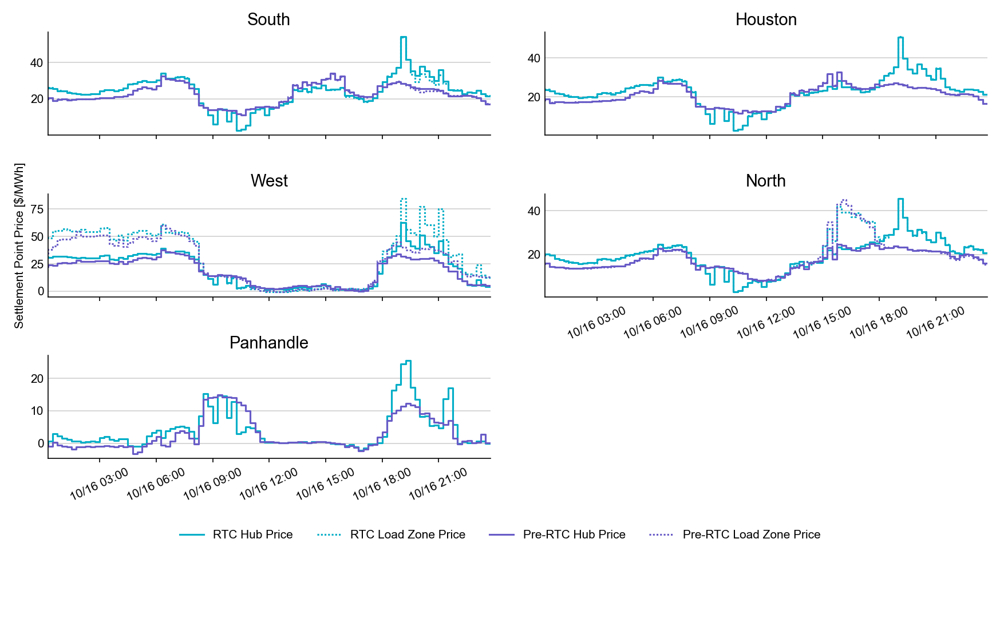 South
Houston
40
20
40
20
Settlement Point Price [$/MWh]
West
North
75
50
25
0
40
20
10/16 03:00
10/16 06:00
10/16 09:00
10/16 12:00
10/16 15:00
10/16 18:00
10/16 21:00
Panhandle
20
10
0
10/16 03:00
10/16 06:00
10/16 09:00
10/16 12:00
10/16 15:00
10/16 18:00
10/16 21:00
RTC Hub Price
RTC Load Zone Price
Pre-RTC Hub Price
Pre-RTC Load Zone Price